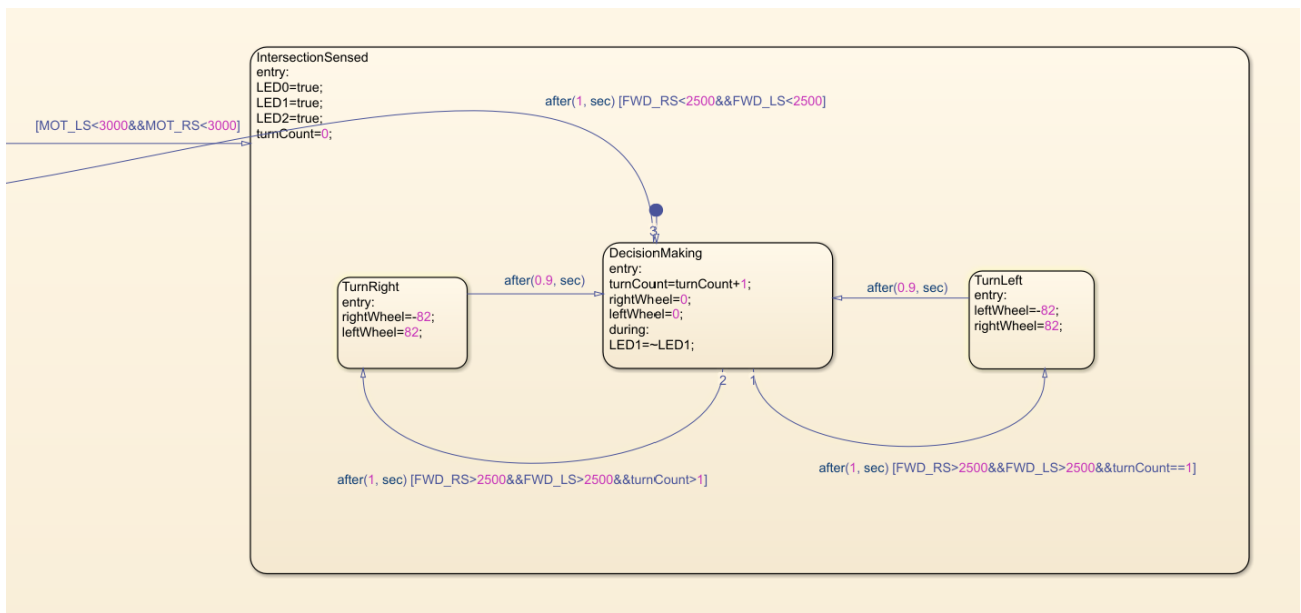 IntersectionSensed
entry:
LED0=true;
LED1=true;
LED2=true;
turnCount=0;
[MOT_LS<3000&&MOT_RS<3000]
after(1, sec) [FWD_RS<2500&&FWD_LS<2500]
3
DecisionMaking
entry:
turnCount=turnCount+1;
rightWheel=0;
leftWheel=0;
during:
LED1=~LED1;
TurnRight
entry:
rightWheel=-82;
leftWheel=82;
after(0.9, sec)
after(0.9, sec)
TurnLeft
entry:
leftWheel=-82;
rightWheel=82;
2
1
after(1, sec) [FWD_RS>2500&&FWD_LS>2500&&turnCount>1]
after(1, sec) [FWD_RS>2500&&FWD_LS>2500&&turnCount==1]